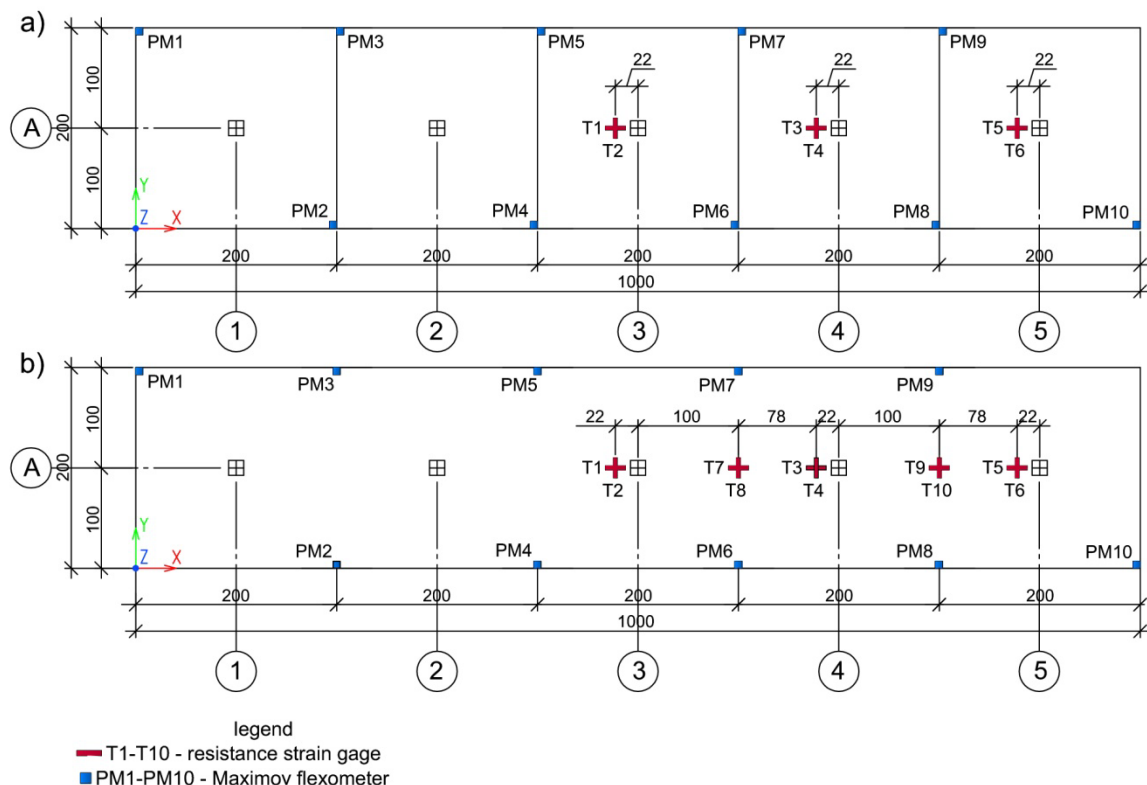 a)
PM1
PM3
PM5
PM7
PM9
22
22
22
100
200
100
A
T1
T2
T3
T4
T5
T6
Y
Z
X
PM2
PM4
PM6
PM8
PM10
200
200
200
200
200
1000
1
2
3
4
5
b)
PM1
PM3
PM5
PM7
PM9
22
100
78
22
100
78
22
100
200
100
A
T1
T2
T7
T8
T3
T4
T9
T10
T5
T6
Y
Z
X
PM2
PM4
PM6
PM8
PM10
200
200
200
200
200
1000
1
2
3
4
5
legend
T1-T10 - resistance strain gage
PM1-PM10 - Maximov flexometer